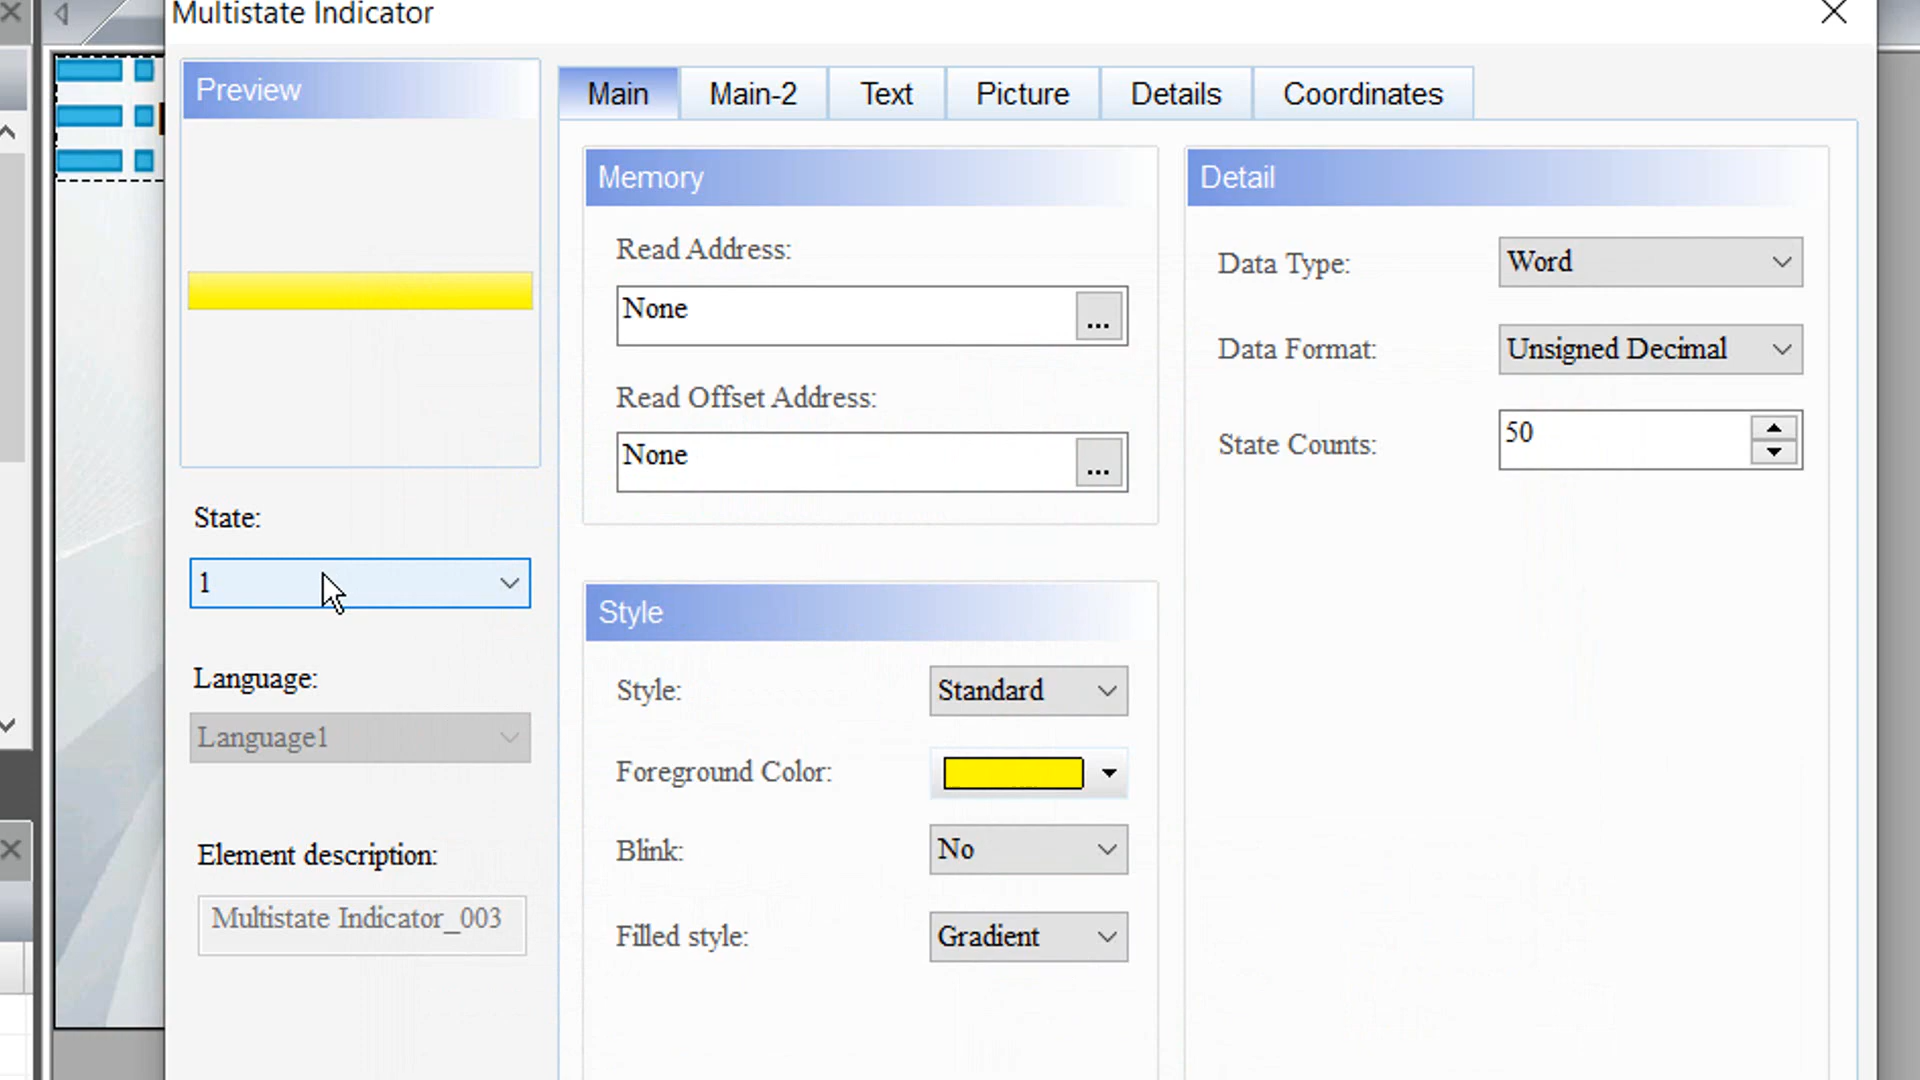 Multistate Indicator
Preview
Main Main-2 Text Picture Details Coordinates
Memory
Read Address:
None
...
Read Offset Address:
None
...
Detail
Data Type: Word
Data Format: Unsigned Decimal
State Counts: 50
State:
1
Language:
Language1
Element description:
Multistate Indicator_003
Style
Style: Standard
Foreground Color:
Blink: No
Filled style: Gradient